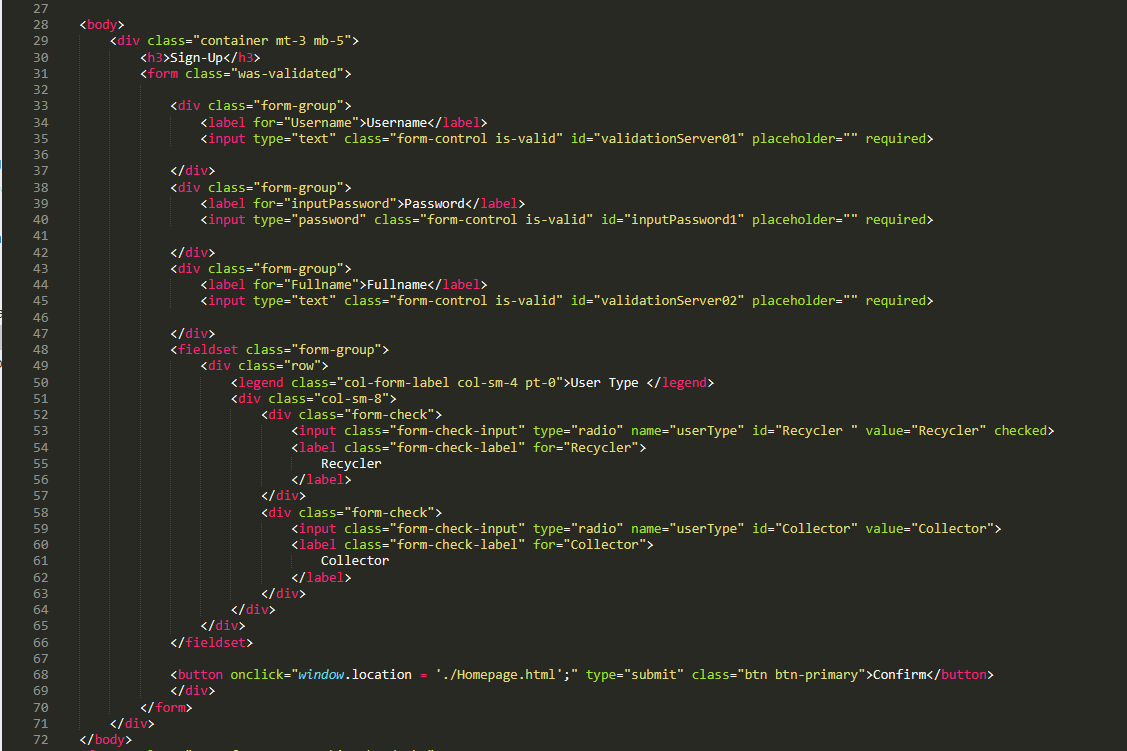 27
28 <body>
29 <div class="container mt-3 mb-5">
30 <h3>Sign-Up</h3>
31 <form class="was-validated">
32
33 <div class="form-group">
34 <label for="Username">Username</label>
35 <input type="text" class="form-control is-valid" id="validationServer01" placeholder="" required>
36
37 </div>
38 <div class="form-group">
39 <label for="inputPassword">Password</label>
40 <input type="password" class="form-control is-valid" id="inputPassword1" placeholder="" required>
41
42 </div>
43 <div class="form-group">
44 <label for="Fullname">Fullname</label>
45 <input type="text" class="form-control is-valid" id="validationServer02" placeholder="" required>
46
47 </div>
48 <fieldset class="form-group">
49 <div class="row">
50 <legend class="col-form-label col-sm-4 pt-0">User Type </legend>
51 <div class="col-sm-8">
52 <div class="form-check">
53 <input class="form-check-input" type="radio" name="userType" id="Recycler " value="Recycler" checked>
54 <label class="form-check-label" for="Recycler">
55 Recycler
56 </label>
57 </div>
58 <div class="form-check">
59 <input class="form-check-input" type="radio" name="userType" id="Collector" value="Collector">
60 <label class="form-check-label" for="Collector">
61 Collector
62 </label>
63 </div>
64 </div>
65 </div>
66 </fieldset>
67
68 <button onclick="window.location = './Homepage.html';" type="submit" class="btn btn-primary">Confirm</button>
69 </div>
70 </form>
71 </div>
72 </body>